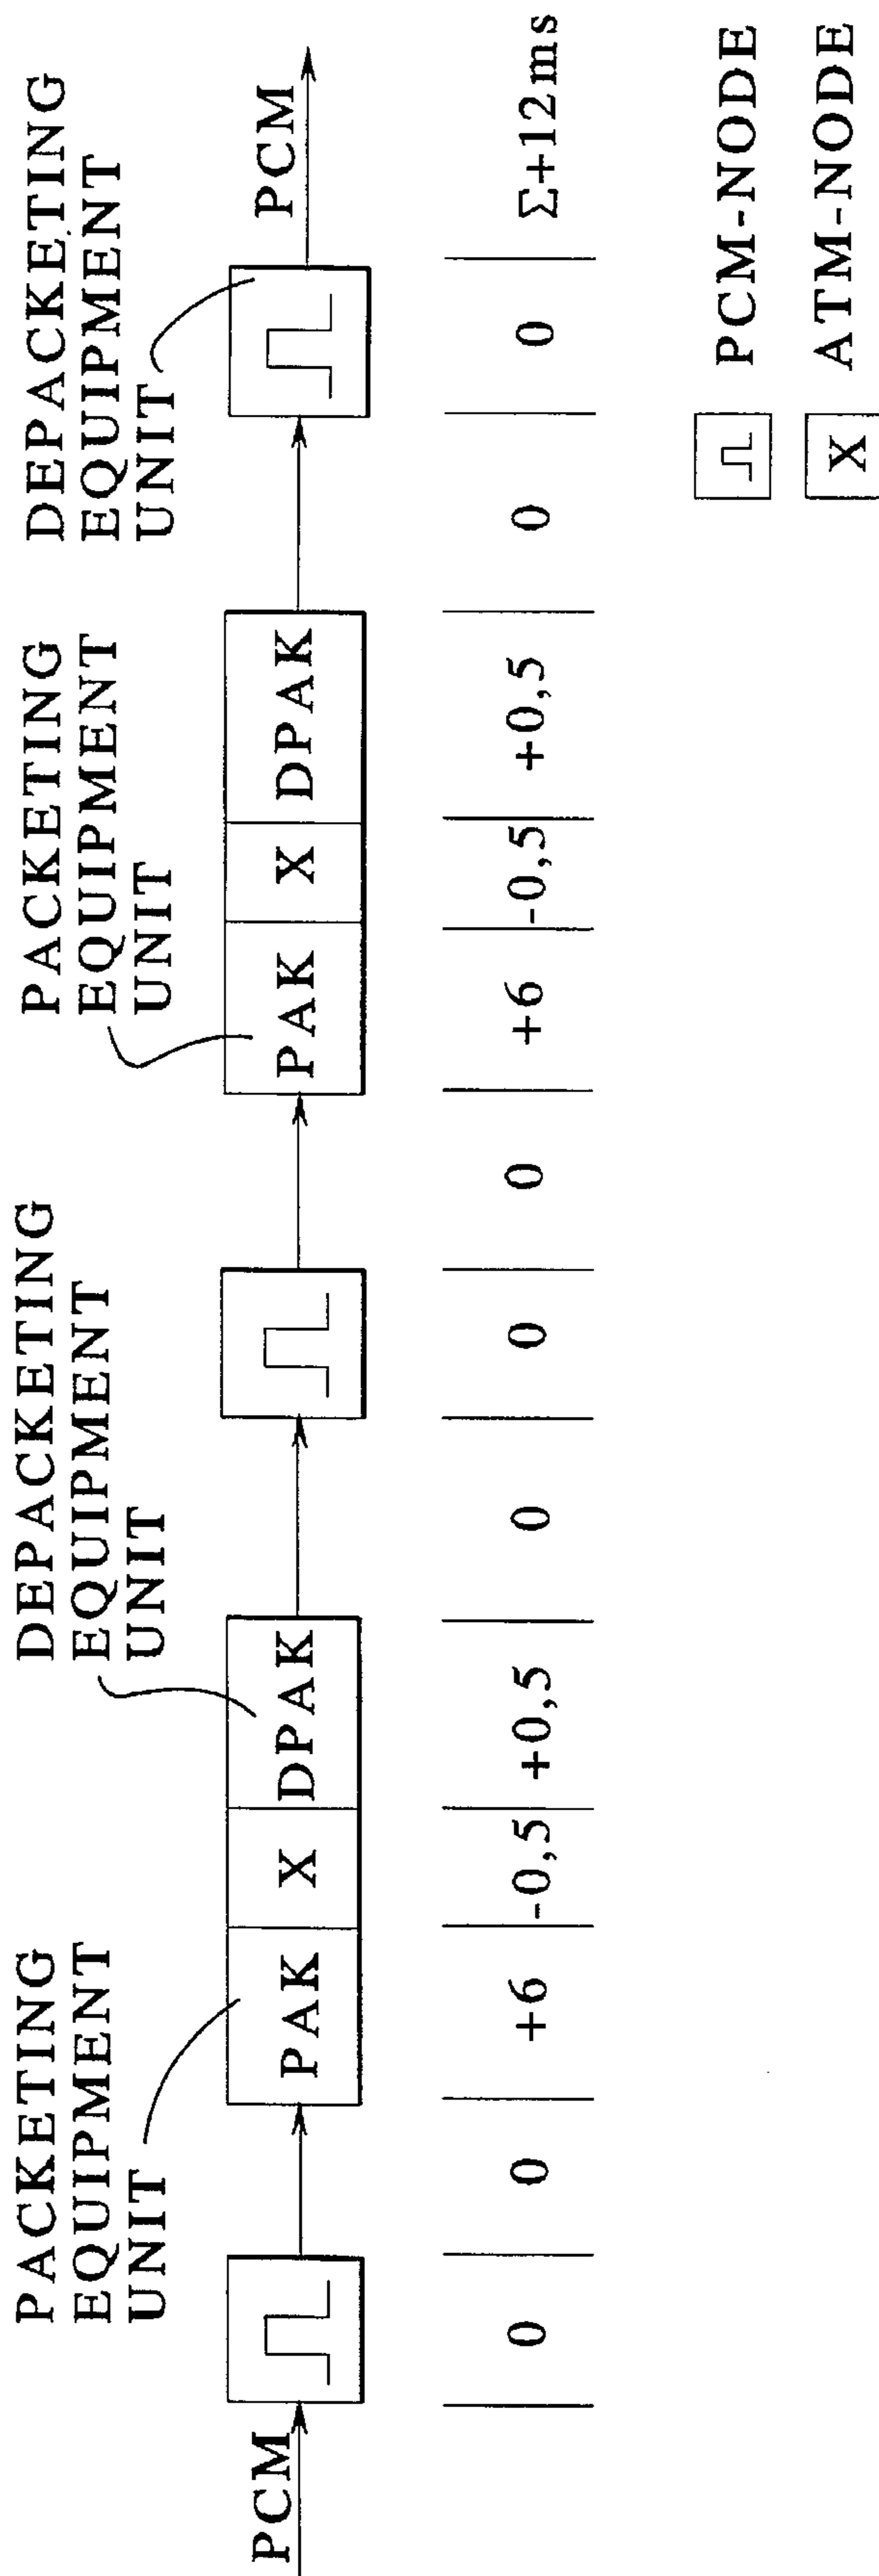 PACKETING
EQUIPMENT
UNIT
DEPACKETING
EQUIPMENT
UNIT
PACKETING
EQUIPMENT
UNIT
DEPACKETING
EQUIPMENT
UNIT
PCM
PAK X DPAK
PAK X DPAK
PCM
0 0 +6 -0,5 +0,5 0 0 0 +6 -0,5 +0,5 0 0 Σ+12ms
PCM-NODE
X ATM-NODE